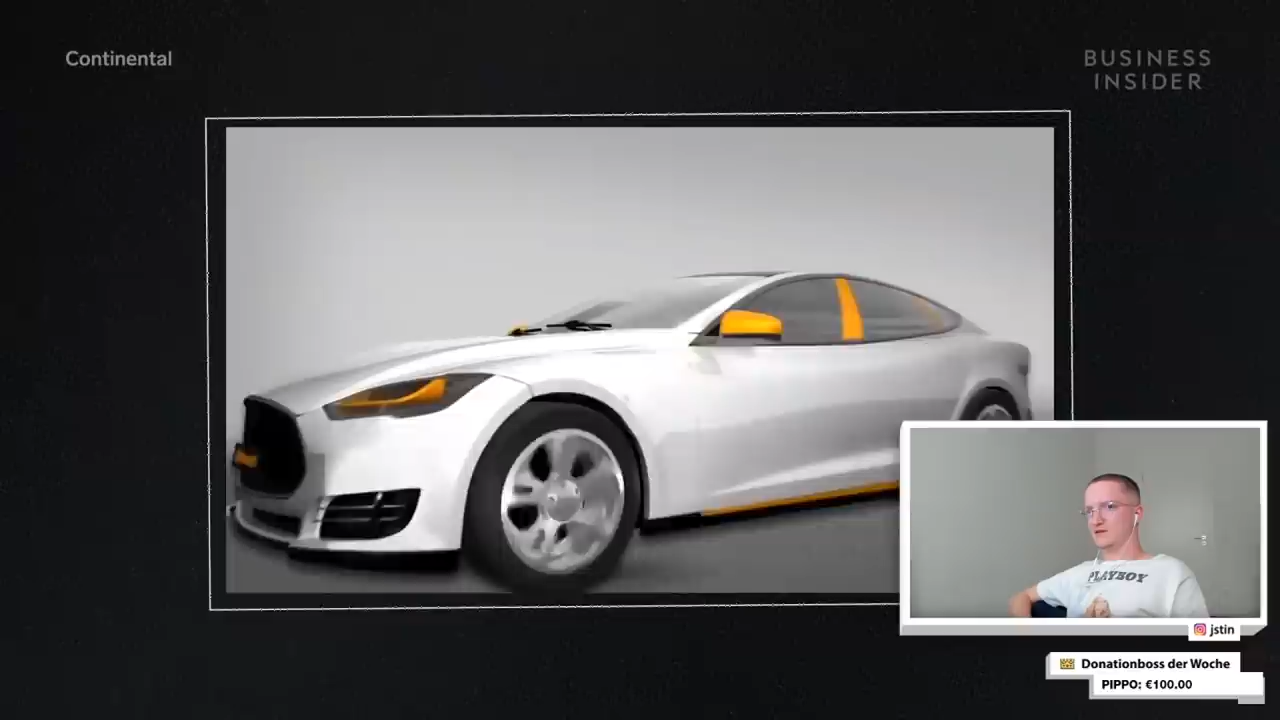 Continental
BUSINESS
INSIDER
PLAYBOY
jstin
Donationboss der Woche
PIPPO: €100.00